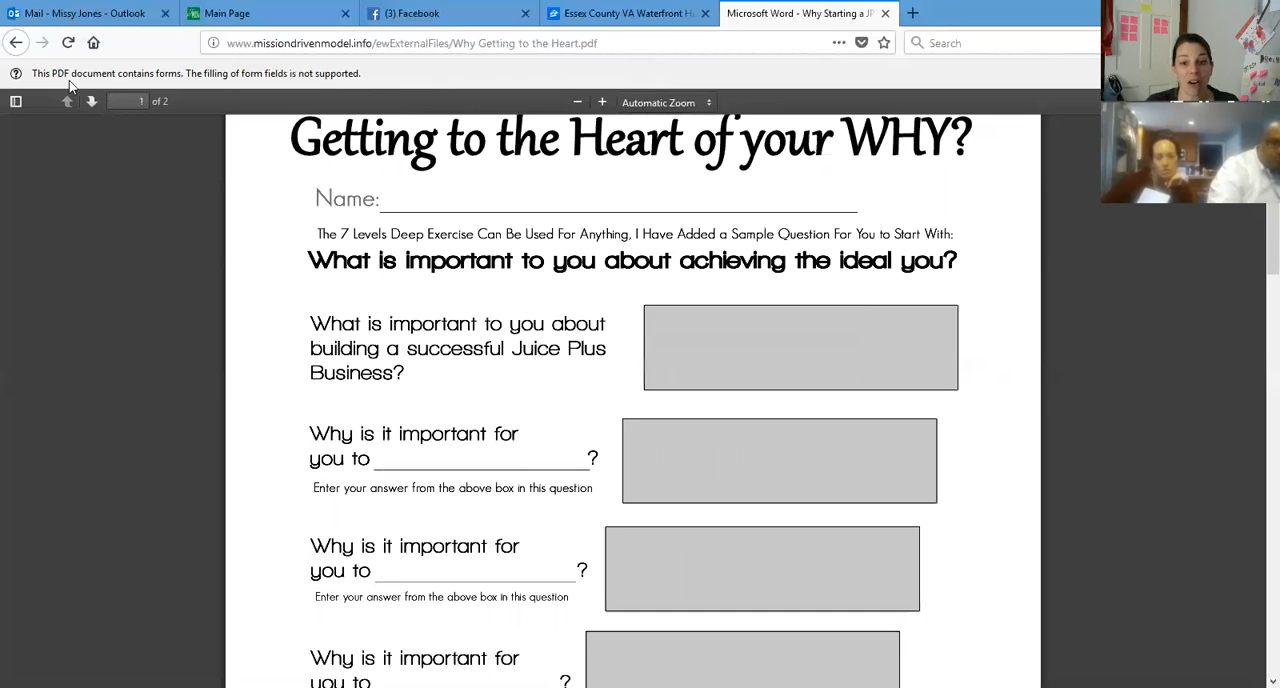 Mail - Missy Jones - Outlook
Main Page
(3) Facebook
Essex County VA Waterfront H
Microsoft Word - Why Starting a J
www.missiondrivenmodel.info/ewExternalFiles/Why Getting to the Heart.pdf
Search
This PDF document contains forms. The filling of form fields is not supported.
1 of 2
Automatic Zoom
Getting to the Heart of your WHY?
Name:
The 7 Levels Deep Exercise Can Be Used For Anything, I Have Added a Sample Question For You to Start With:
What is important to you about achieving the ideal you?
What is important to you about
building a successful Juice Plus
Business?
Why is it important for
you to ?
Enter your answer from the above box in this question
Why is it important for
you to ?
Enter your answer from the above box in this question
Why is it important for
you to ?